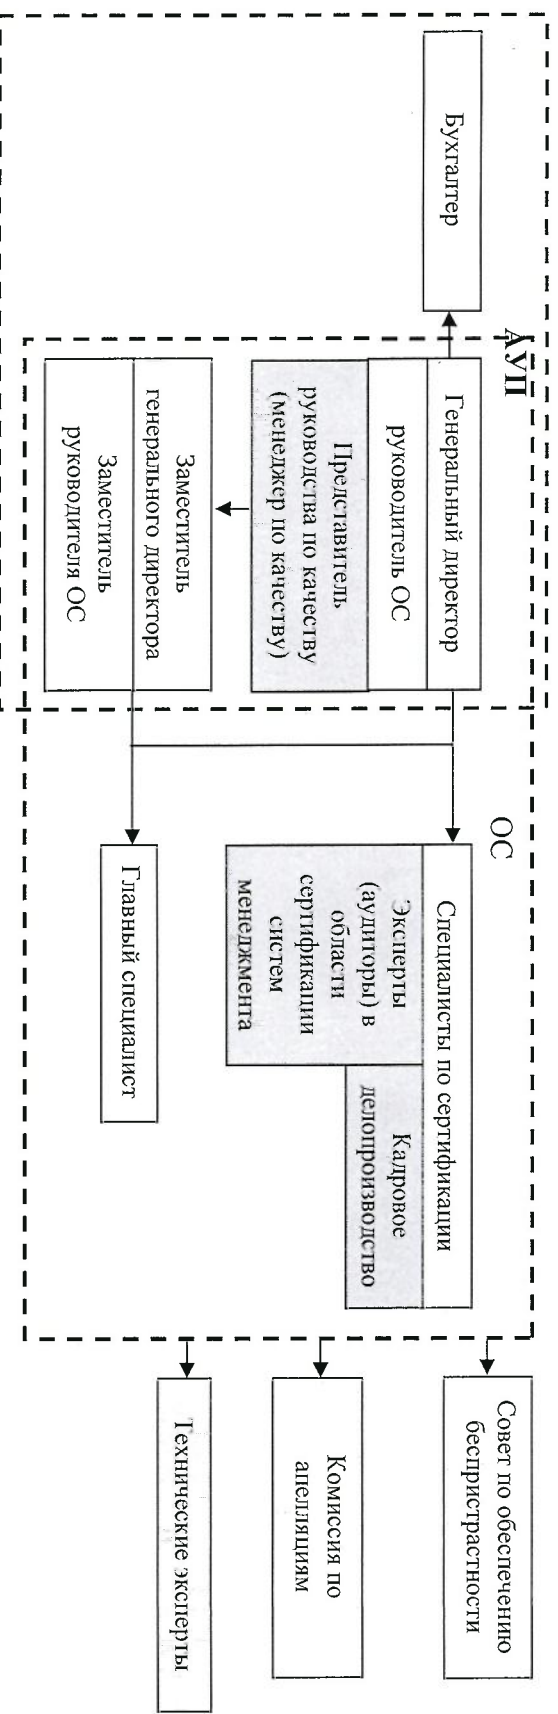 АУП
Бухгалтер
Генеральный директор
руководитель ОС
Представитель
руководства по качеству
(менеджер по качеству)
Заместитель
генерального директора
Заместитель
руководителя ОС
ОС
Специалисты по сертификации
Эксперты
(аудиторы) в
области
сертификации
систем
менеджмента
Кадровое
делопроизводство
Главный специалист
Совет по обеспечению
беспристрастности
Комиссия по
апелляциям
Технические эксперты